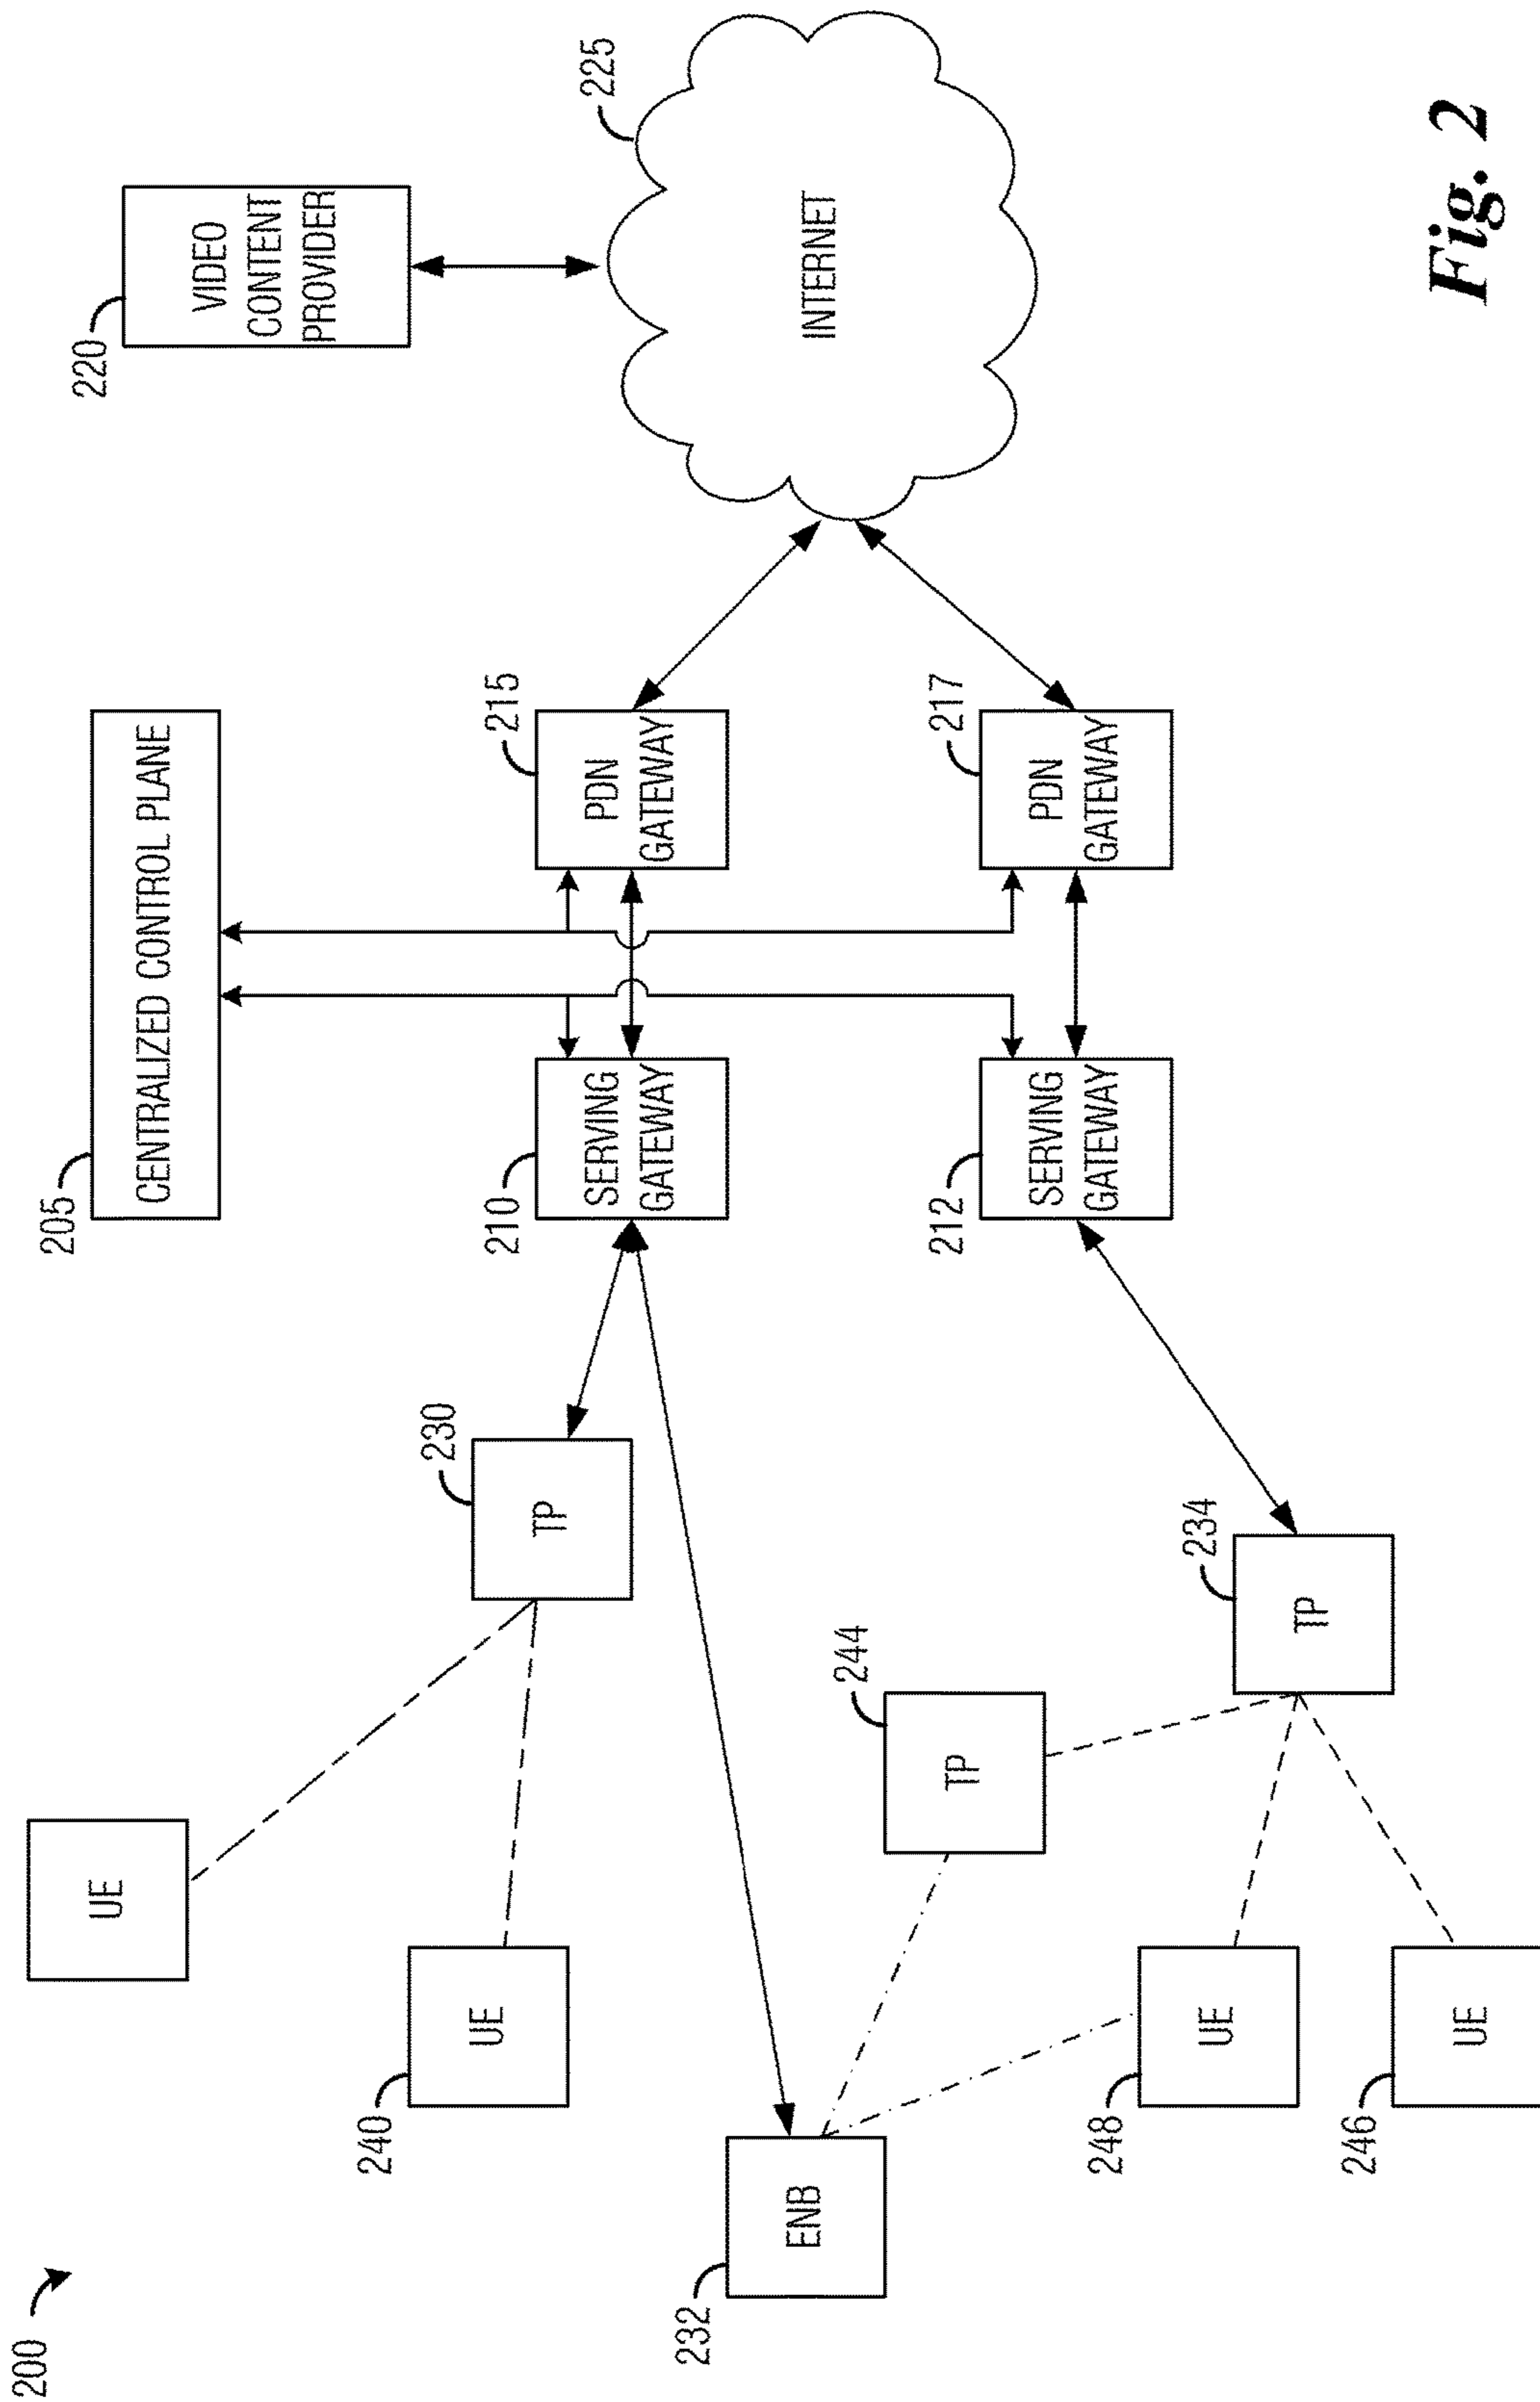 200
205
CENTRALIZED CONTROL PLANE
220
VIDEO
CONTENT
PROVIDER
UE
230
TP
210
SERVING
GATEWAY
215
PDN
GATEWAY
225
INTERNET
240
UE
232
ENB
244
TP
212
SERVING
GATEWAY
217
PDN
GATEWAY
248
UE
234
TP
246
UE
Fig. 2